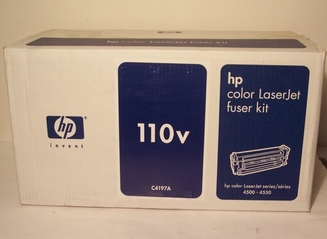 hp
invent
110v
C4197A
hp
color LaserJet
fuser kit
hp color LaserJet series/séries
4500 - 4550